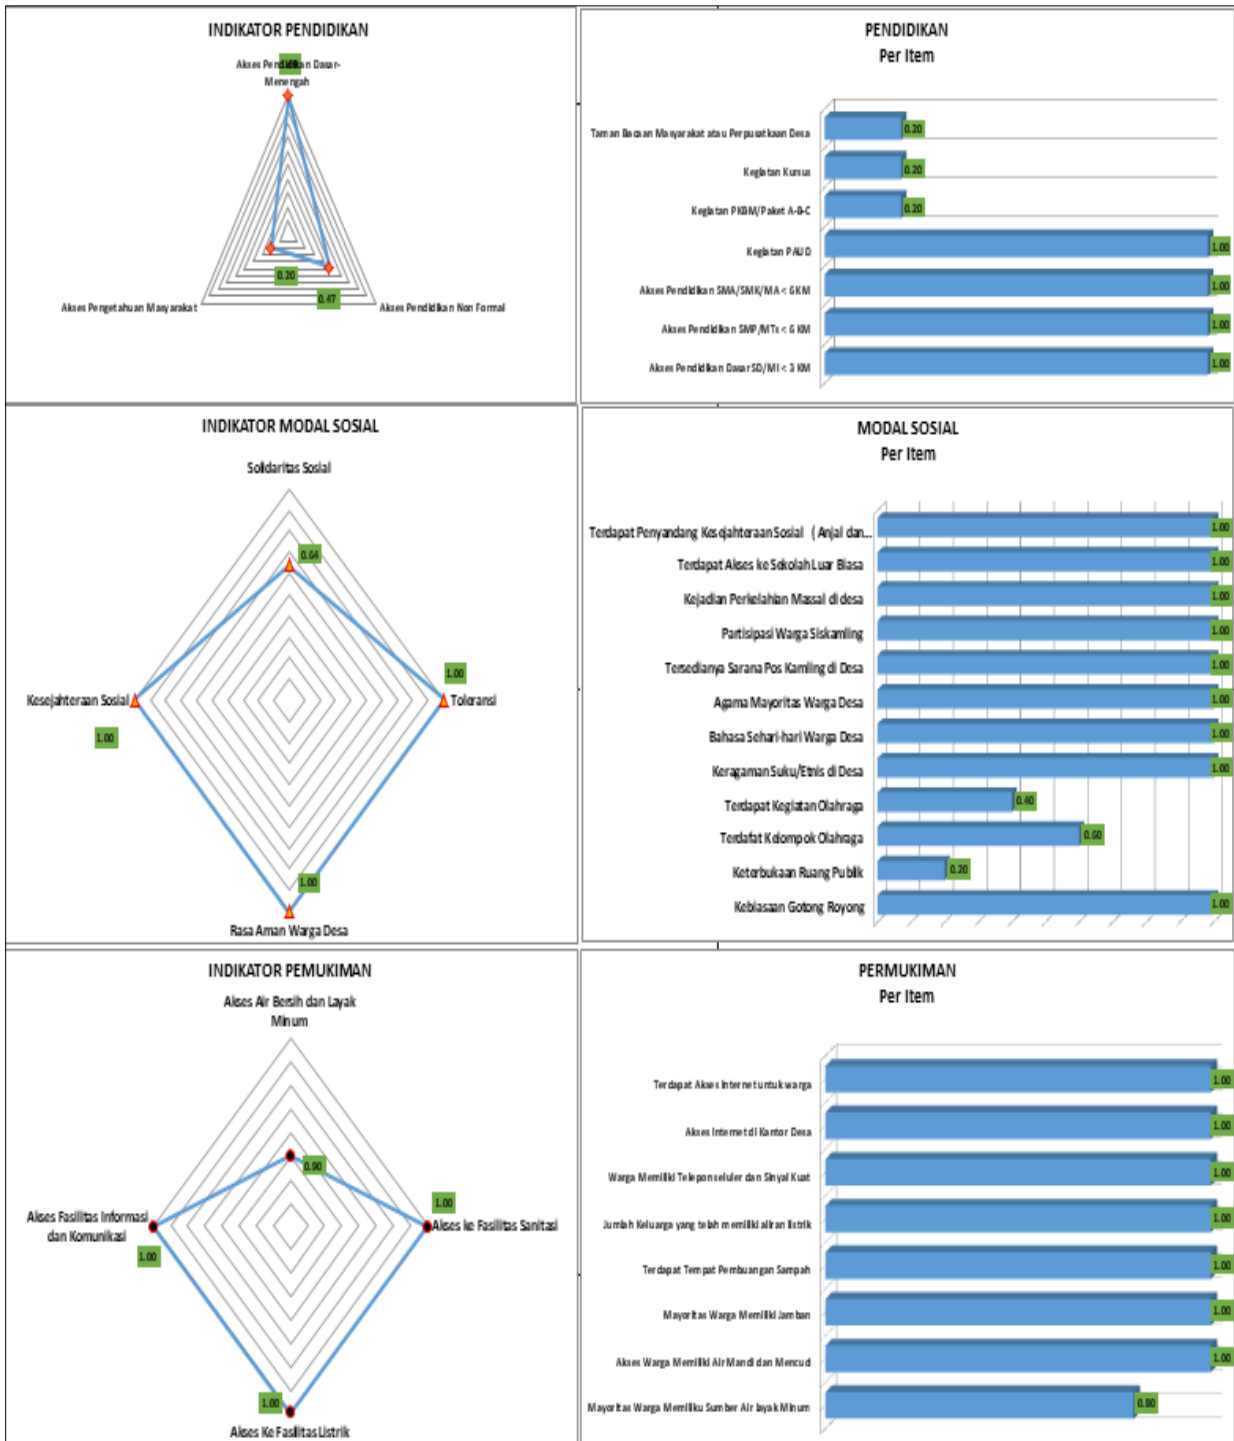 INDIKATOR PENDIDIKAN
Akses Pendidikan Dasar-
Menengah
0.20
0.47
Akses Pengetahuan Masyarakat
Akses Pendidikan Non Formal
PENDIDIKAN
Per Item
Taman Bacaan Masyarakat atau Perpustakaan Desa
0.20
Kegiatan Kursus
0.20
Kegiatan PKBM/Paket A-B-C
0.20
Kegiatan PAUD
1.00
Akses Pendidikan SMA/SMK/MA < 6 KM
1.00
Akses Pendidikan SMP/MTs < 6 KM
1.00
Akses Pendidikan Dasar SD/MI < 3 KM
1.00
INDIKATOR MODAL SOSIAL
Solidaritas Sosial
0.64
1.00
Kesejahteraan Sosial
Toleransi
1.00
1.00
Rasa Aman Warga Desa
MODAL SOSIAL
Per Item
Terdapat Penyandang Kesejahteraan Sosial ( Anjal dan...
1.00
Terdapat Akses ke Sekolah Luar Biasa
1.00
Kejadian Perkelahian Massal di desa
1.00
Partisipasi Warga Siskamling
1.00
Tersedianya Sarana Pos Kamling di Desa
1.00
Agama Mayoritas Warga Desa
1.00
Bahasa Sehari-hari Warga Desa
1.00
Keragaman Suku/Etnis di Desa
1.00
Terdapat Kegiatan Olahraga
0.40
Terdafat Kelompok Olahraga
0.60
Keterbukaan Ruang Publik
0.20
Kebiasaan Gotong Royong
1.00
INDIKATOR PEMUKIMAN
Akses Air Bersih dan Layak
Minum
0.90
1.00
Akses Fasilitas Informasi
dan Komunikasi
Akses ke Fasilitas Sanitasi
1.00
1.00
Akses Ke Fasilitas Listrik
PERMUKIMAN
Per Item
Terdapat Akses Internet untuk warga
1.00
Akses Internet di Kantor Desa
1.00
Warga Memiliki Telepon seluler dan Sinyal Kuat
1.00
Jumlah Keluarga yang telah memiliki aliran listrik
1.00
Terdapat Tempat Pembuangan Sampah
1.00
Mayoritas Warga Memiliki Jamban
1.00
Akses Warga Memiliki Air Mandi dan Mencuci
1.00
Mayoritas Warga Memiliku Sumber Air layak Minum
0.80